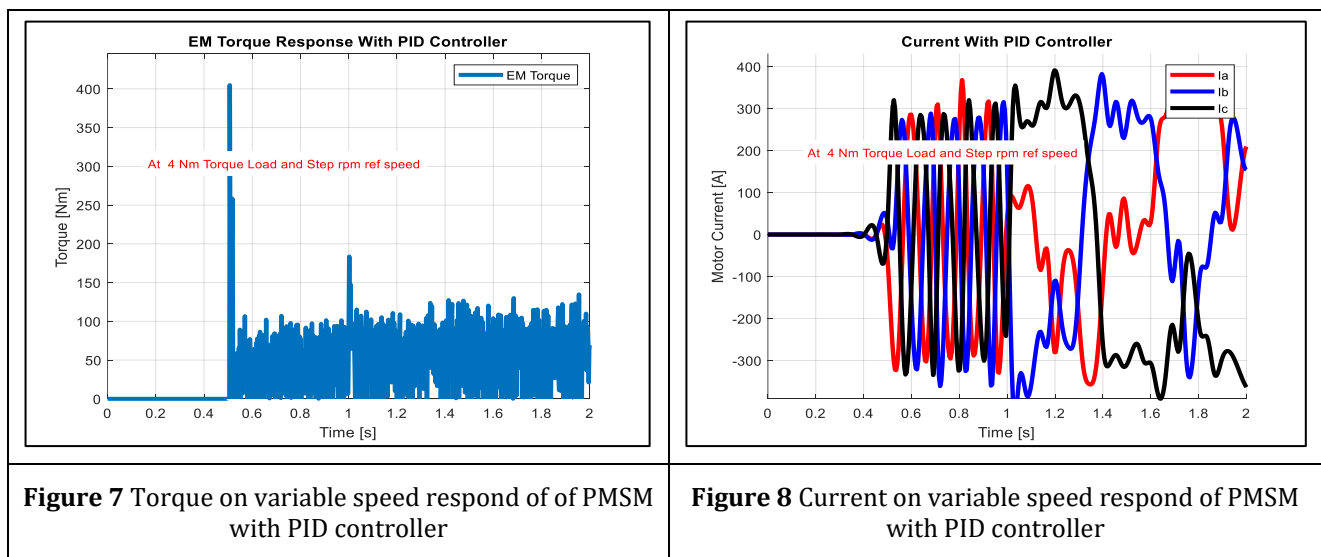 EM Torque Response With PID Controller
EM Torque
At 4 Nm Torque Load and Step rpm ref speed
Torque [Nm]
400
350
300
250
200
150
100
50
0
0 0.2 0.4 0.6 0.8 1 1.2 1.4 1.6 1.8 2
Time [s]
Figure 7 Torque on variable speed respond of of PMSM
with PID controller
Current With PID Controller
Ia
Ib
Ic
At 4 Nm Torque Load and Step rpm ref speed
Motor Current [A]
400
300
200
100
0
-100
-200
-300
0 0.2 0.4 0.6 0.8 1 1.2 1.4 1.6 1.8 2
Time [s]
Figure 8 Current on variable speed respond of PMSM
with PID controller